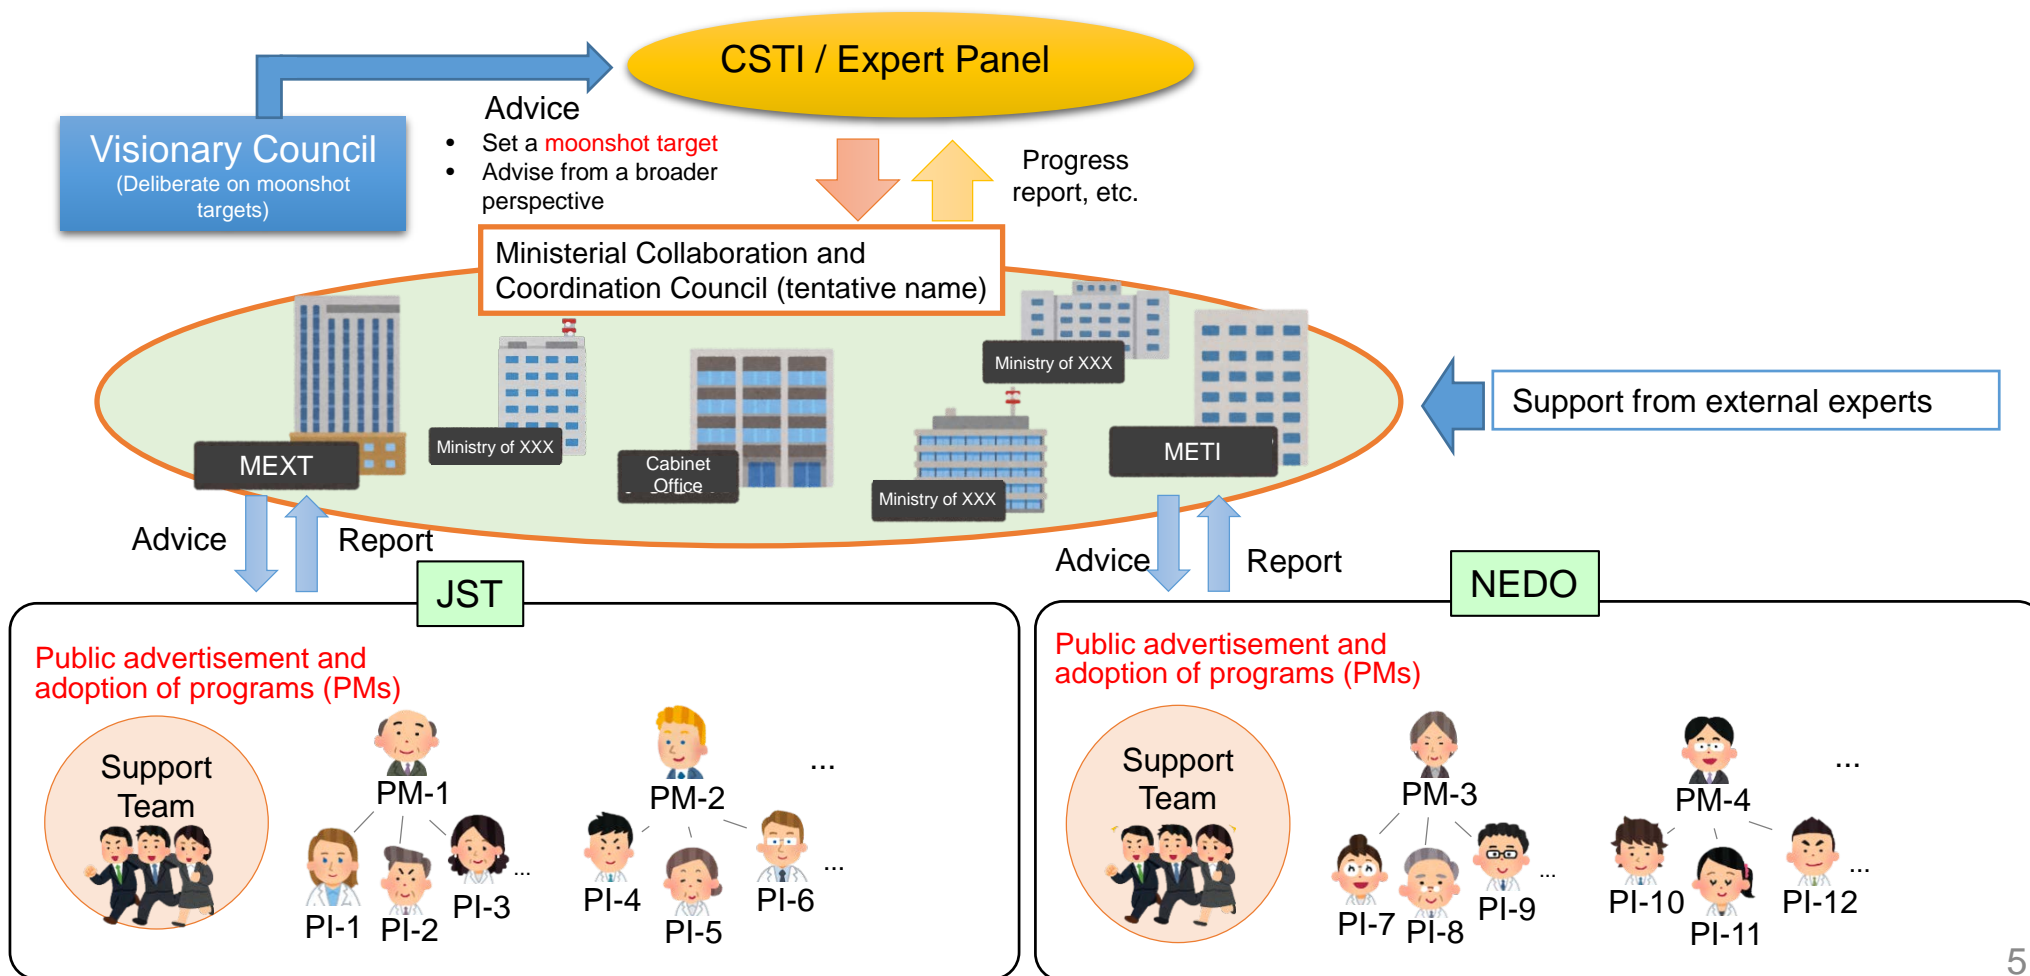 CSTI / Expert Panel
Visionary Council
(Deliberate on moonshot
targets)
Advice
• Set a moonshot target
• Advise from a broader
perspective
Progress
report, etc.
Ministerial Collaboration and
Coordination Council (tentative name)
MEXT
Ministry of XXX
Cabinet
Office
Ministry of XXX
Ministry of XXX
METI
Support from external experts
Advice
Report
Advice
Report
JST
Public advertisement and
adoption of programs (PMs)
Support
Team
PM-1
PI-1
PI-2
PI-3
...
PM-2
PI-4
PI-5
PI-6
...
...
NEDO
Public advertisement and
adoption of programs (PMs)
Support
Team
PM-3
PI-7
PI-8
PI-9
...
PM-4
PI-10
PI-11
PI-12
...
...
5